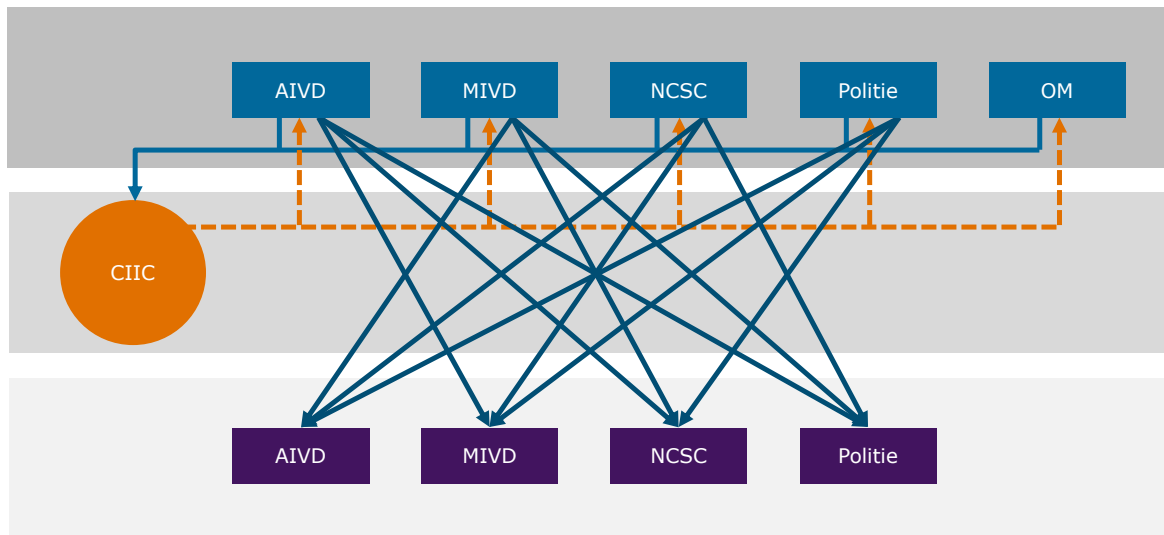 AIVD
MIVD
NCSC
Politie
OM
CIIC
AIVD
MIVD
NCSC
Politie